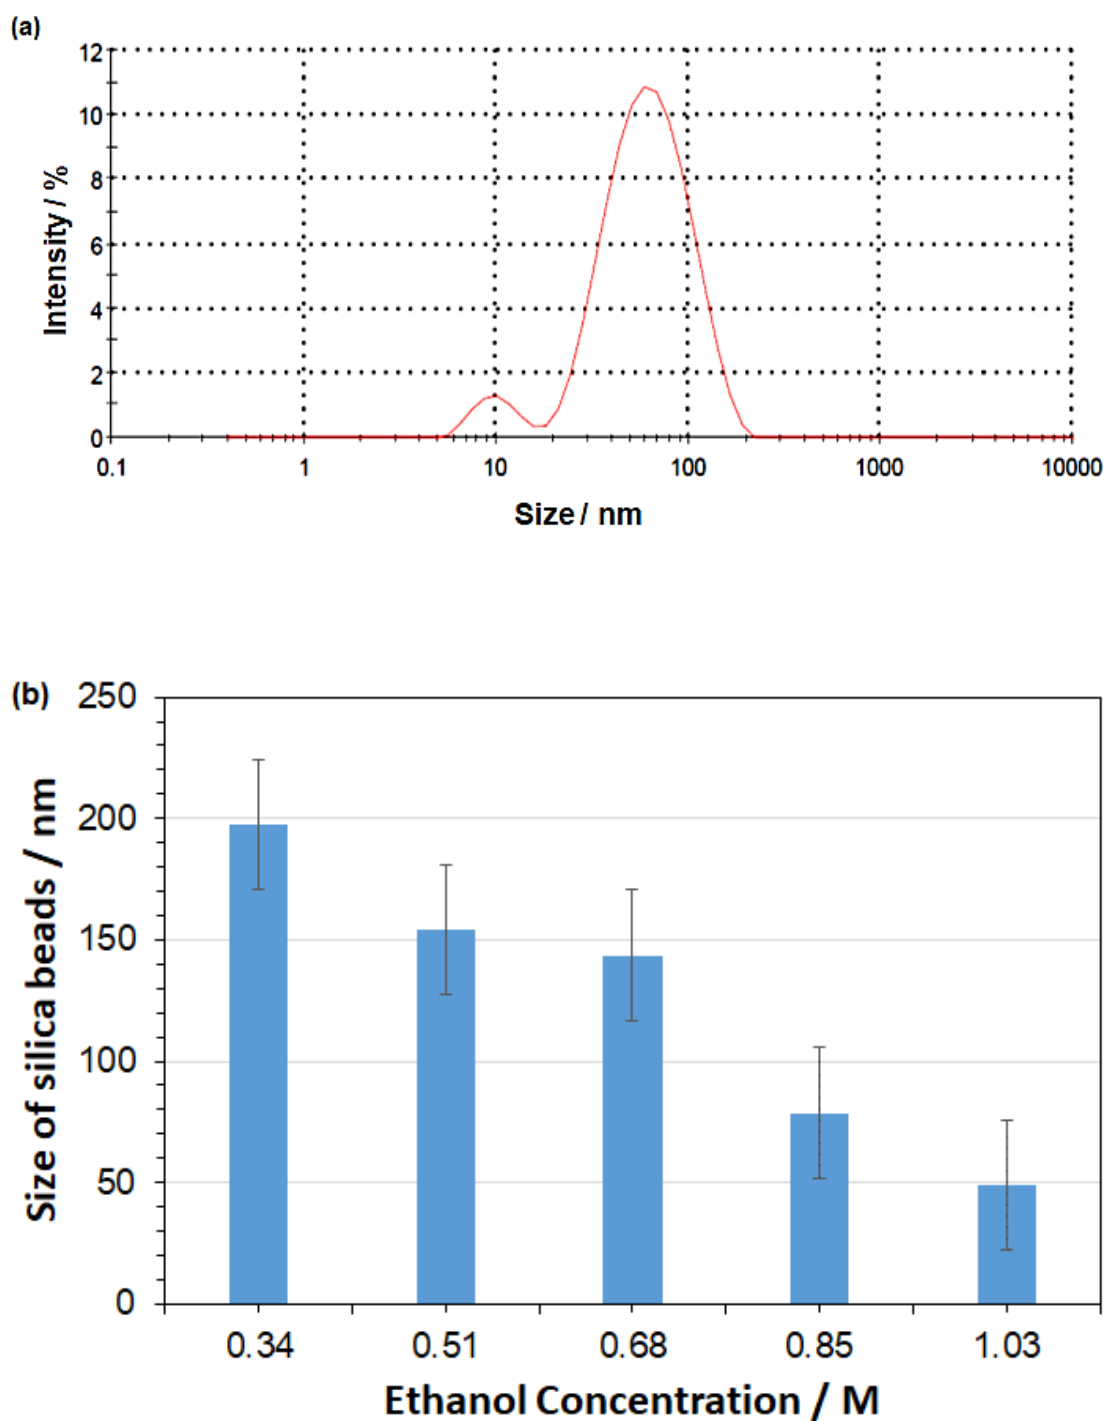 (a)
12
10
8
6
4
2
0
Intensity / %
0.1 1 10 100 1000 10000
Size / nm
(b)
250
200
150
100
50
0
Size of silica beads / nm
0.34 0.51 0.68 0.85 1.03
Ethanol Concentration / M